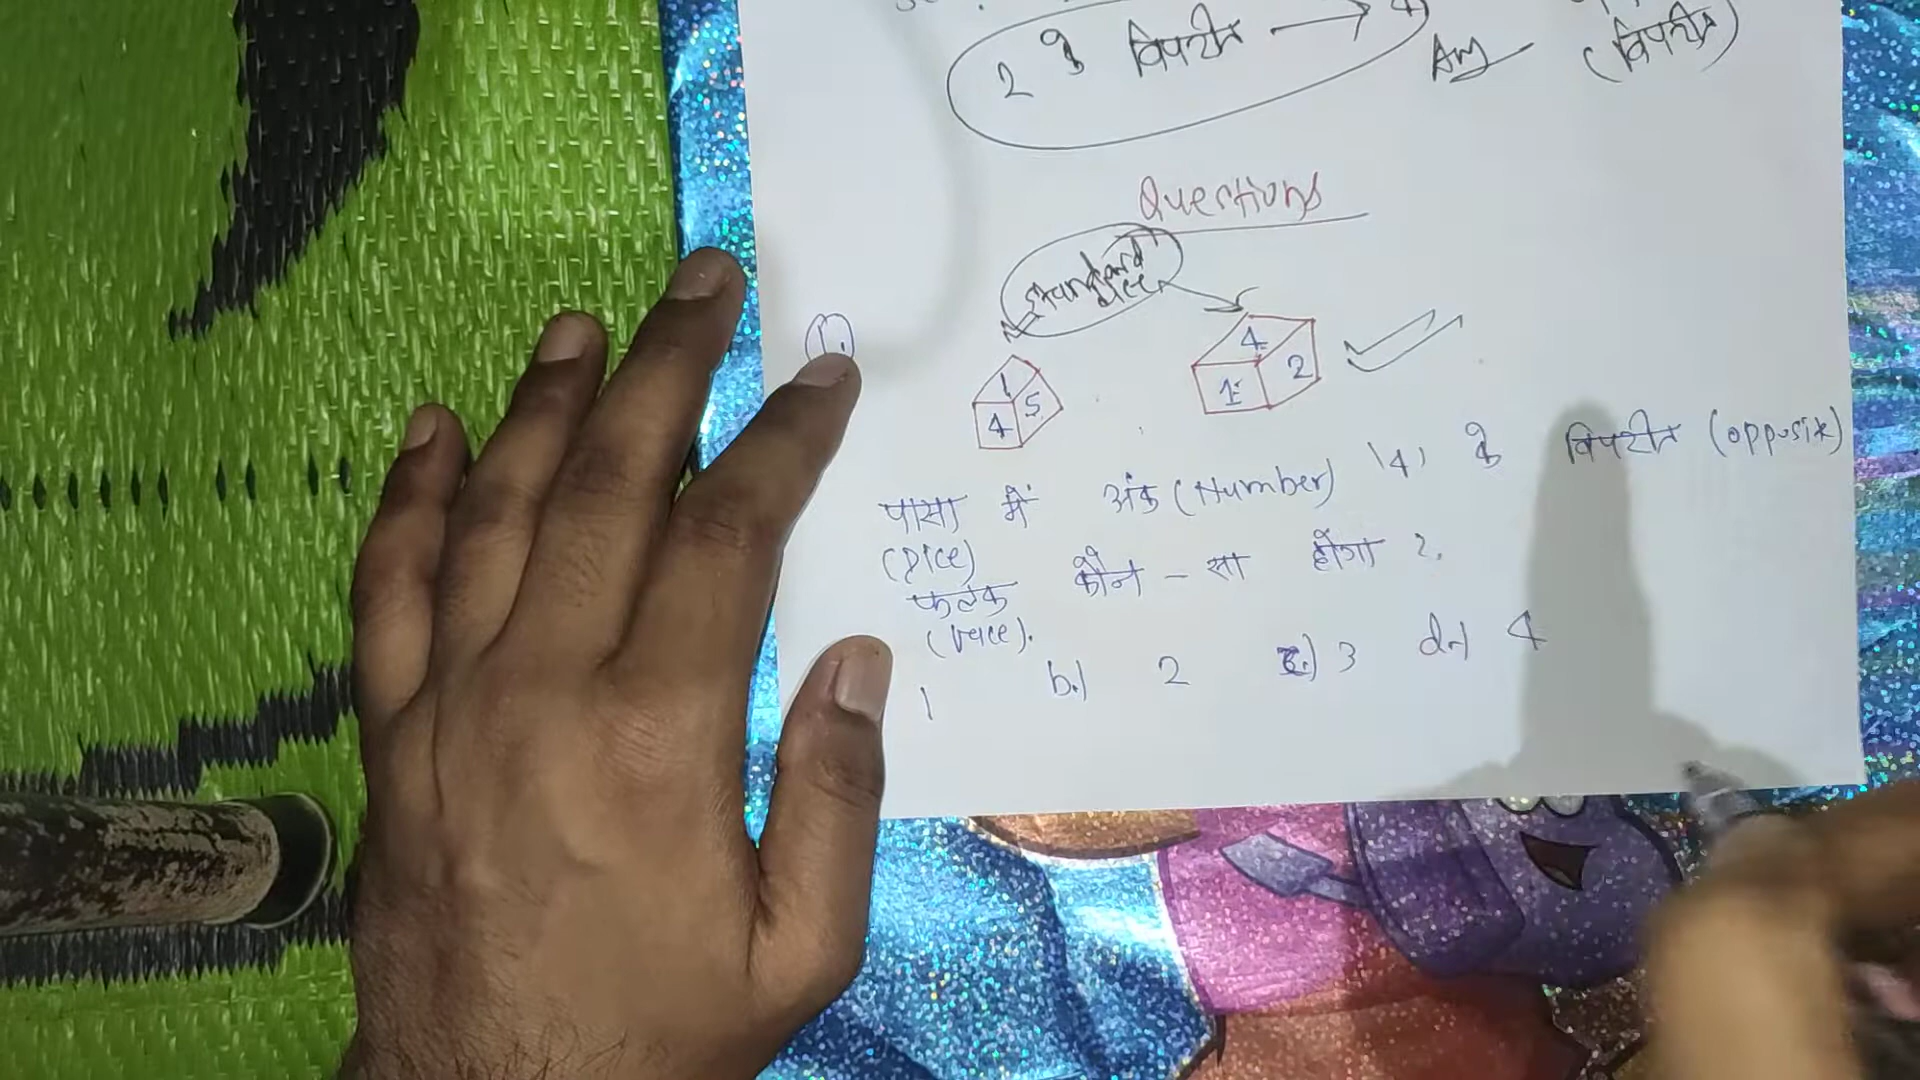 2 के विपरीत → 4
Ans (विपरीत)
Questions
standard dice
1.
1
4 5
4
1 2
पासा में अंक (Number) '4' के विपरीत (opposite)
(Dice)
फलक कौन - सा होगा ?
(face).
1 b.) 2 c.) 3 d.) 4